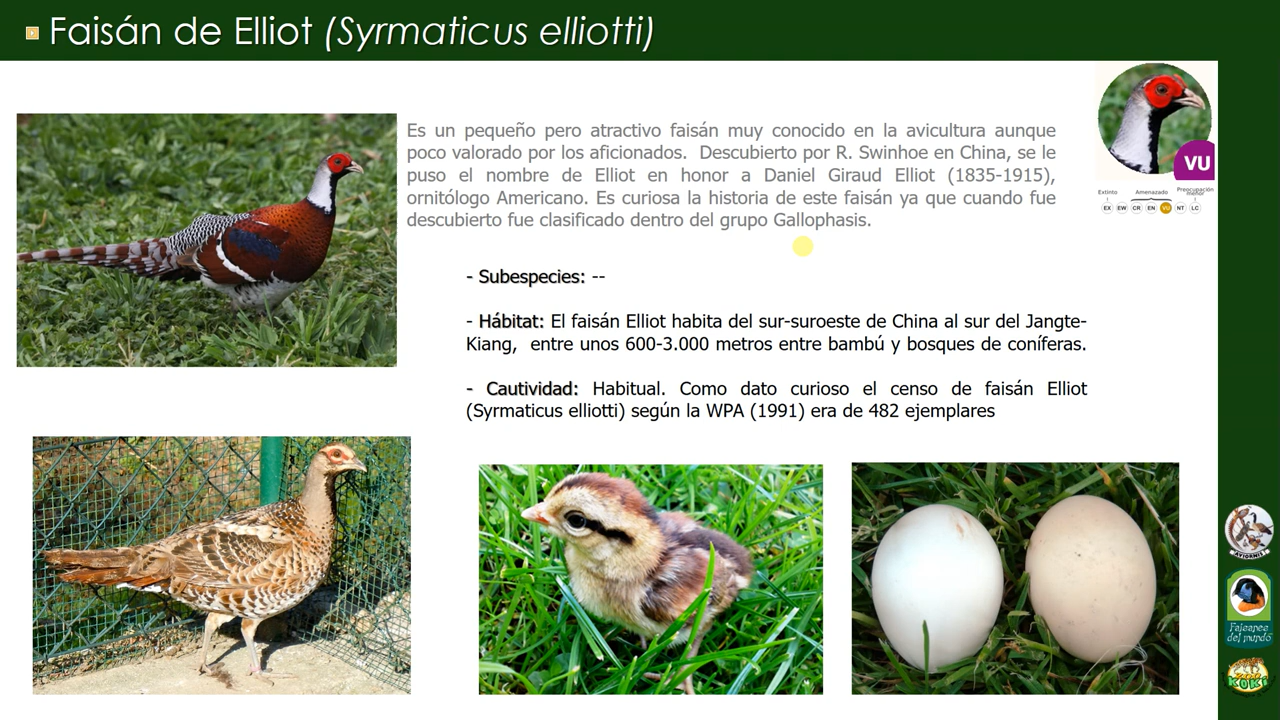 Faisán de Elliot (Syrmaticus elliotti)
Es un pequeño pero atractivo faisán muy conocido en la avicultura aunque
poco valorado por los aficionados. Descubierto por R. Swinhoe en China, se le
puso el nombre de Elliot en honor a Daniel Giraud Elliot (1835-1915),
ornitólogo Americano. Es curiosa la historia de este faisán ya que cuando fue
descubierto fue clasificado dentro del grupo Gallophasis.
VU
Extinto Amenazado Preocupación menor
EX EW CR EN VU NT LC
- Subespecies: --
- Hábitat: El faisán Elliot habita del sur-suroeste de China al sur del Jangte-
Kiang, entre unos 600-3.000 metros entre bambú y bosques de coníferas.
- Cautividad: Habitual. Como dato curioso el censo de faisán Elliot
(Syrmaticus elliotti) según la WPA (1991) era de 482 ejemplares
AVIORNIS
Faisanes
del mundo
KOKI